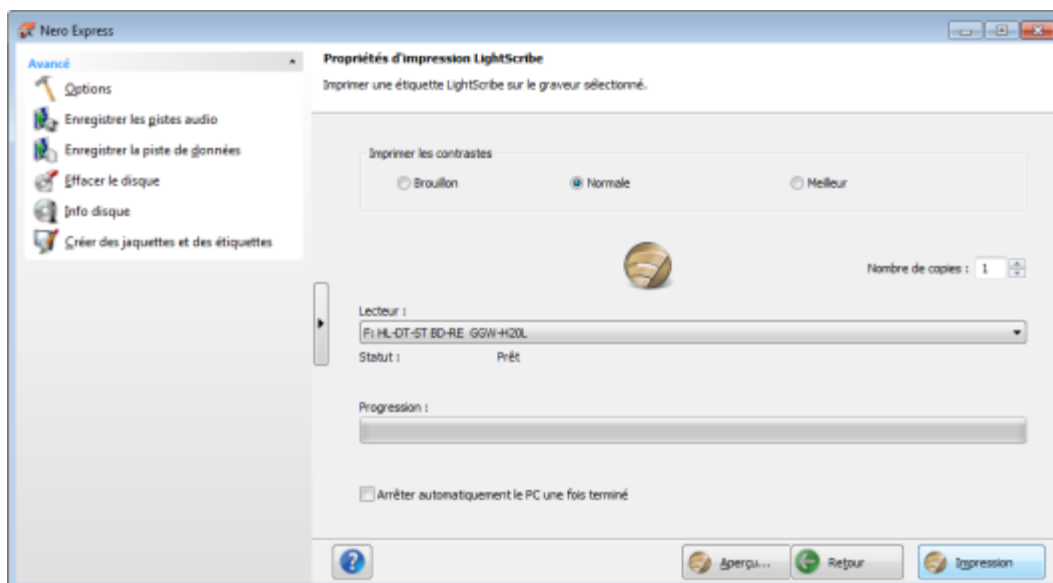 Nero Express
Avancé
Options
Enregistrer les pistes audio
Enregistrer la piste de données
Effacer le disque
Info disque
Créer des jaquettes et des étiquettes
Propriétés d'impression LightScribe
Imprimer une étiquette LightScribe sur le graveur sélectionné.
Imprimer les contrastes
Brouillon Normale Meilleur
Nombre de copies : 1
Lecteur :
F: HL-DT-ST BD-RE GGW-H20L
Statut : Prêt
Progression :
Arrêter automatiquement le PC une fois terminé
? Aperçu... Retour Impression